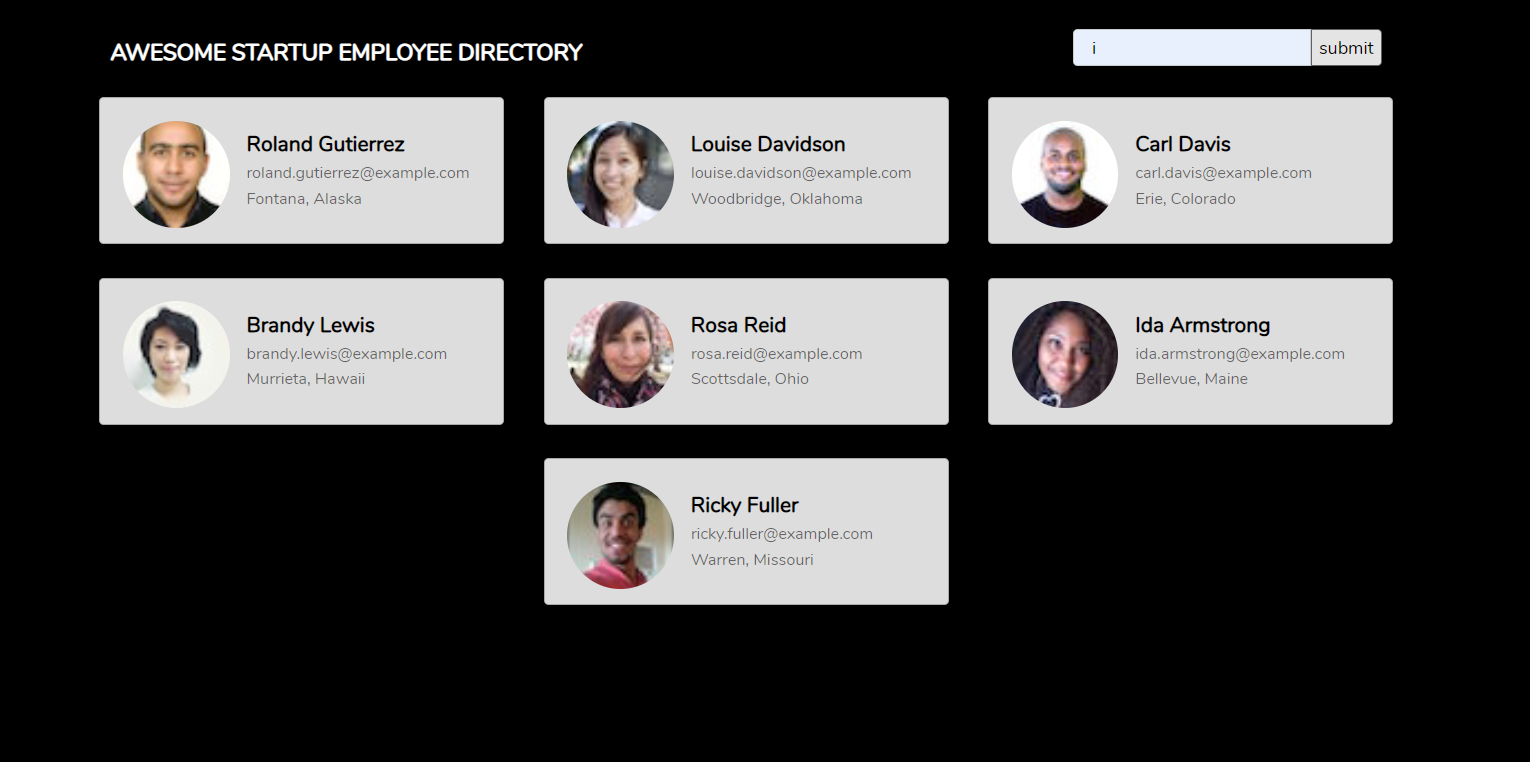 AWESOME STARTUP EMPLOYEE DIRECTORY
i
submit
Roland Gutierrez
roland.gutierrez@example.com
Fontana, Alaska
Louise Davidson
louise.davidson@example.com
Woodbridge, Oklahoma
Carl Davis
carl.davis@example.com
Erie, Colorado
Brandy Lewis
brandy.lewis@example.com
Murrieta, Hawaii
Rosa Reid
rosa.reid@example.com
Scottsdale, Ohio
Ida Armstrong
ida.armstrong@example.com
Bellevue, Maine
Ricky Fuller
ricky.fuller@example.com
Warren, Missouri